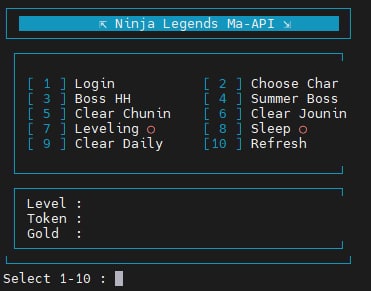 ⇱ Ninja Legends Ma-API ⇲
[ 1 ] Login [ 2 ] Choose Char
[ 3 ] Boss HH [ 4 ] Summer Boss
[ 5 ] Clear Chunin [ 6 ] Clear Jounin
[ 7 ] Leveling ○ [ 8 ] Sleep ○
[ 9 ] Clear Daily [10 ] Refresh
Level :
Token :
Gold :
Select 1-10 :